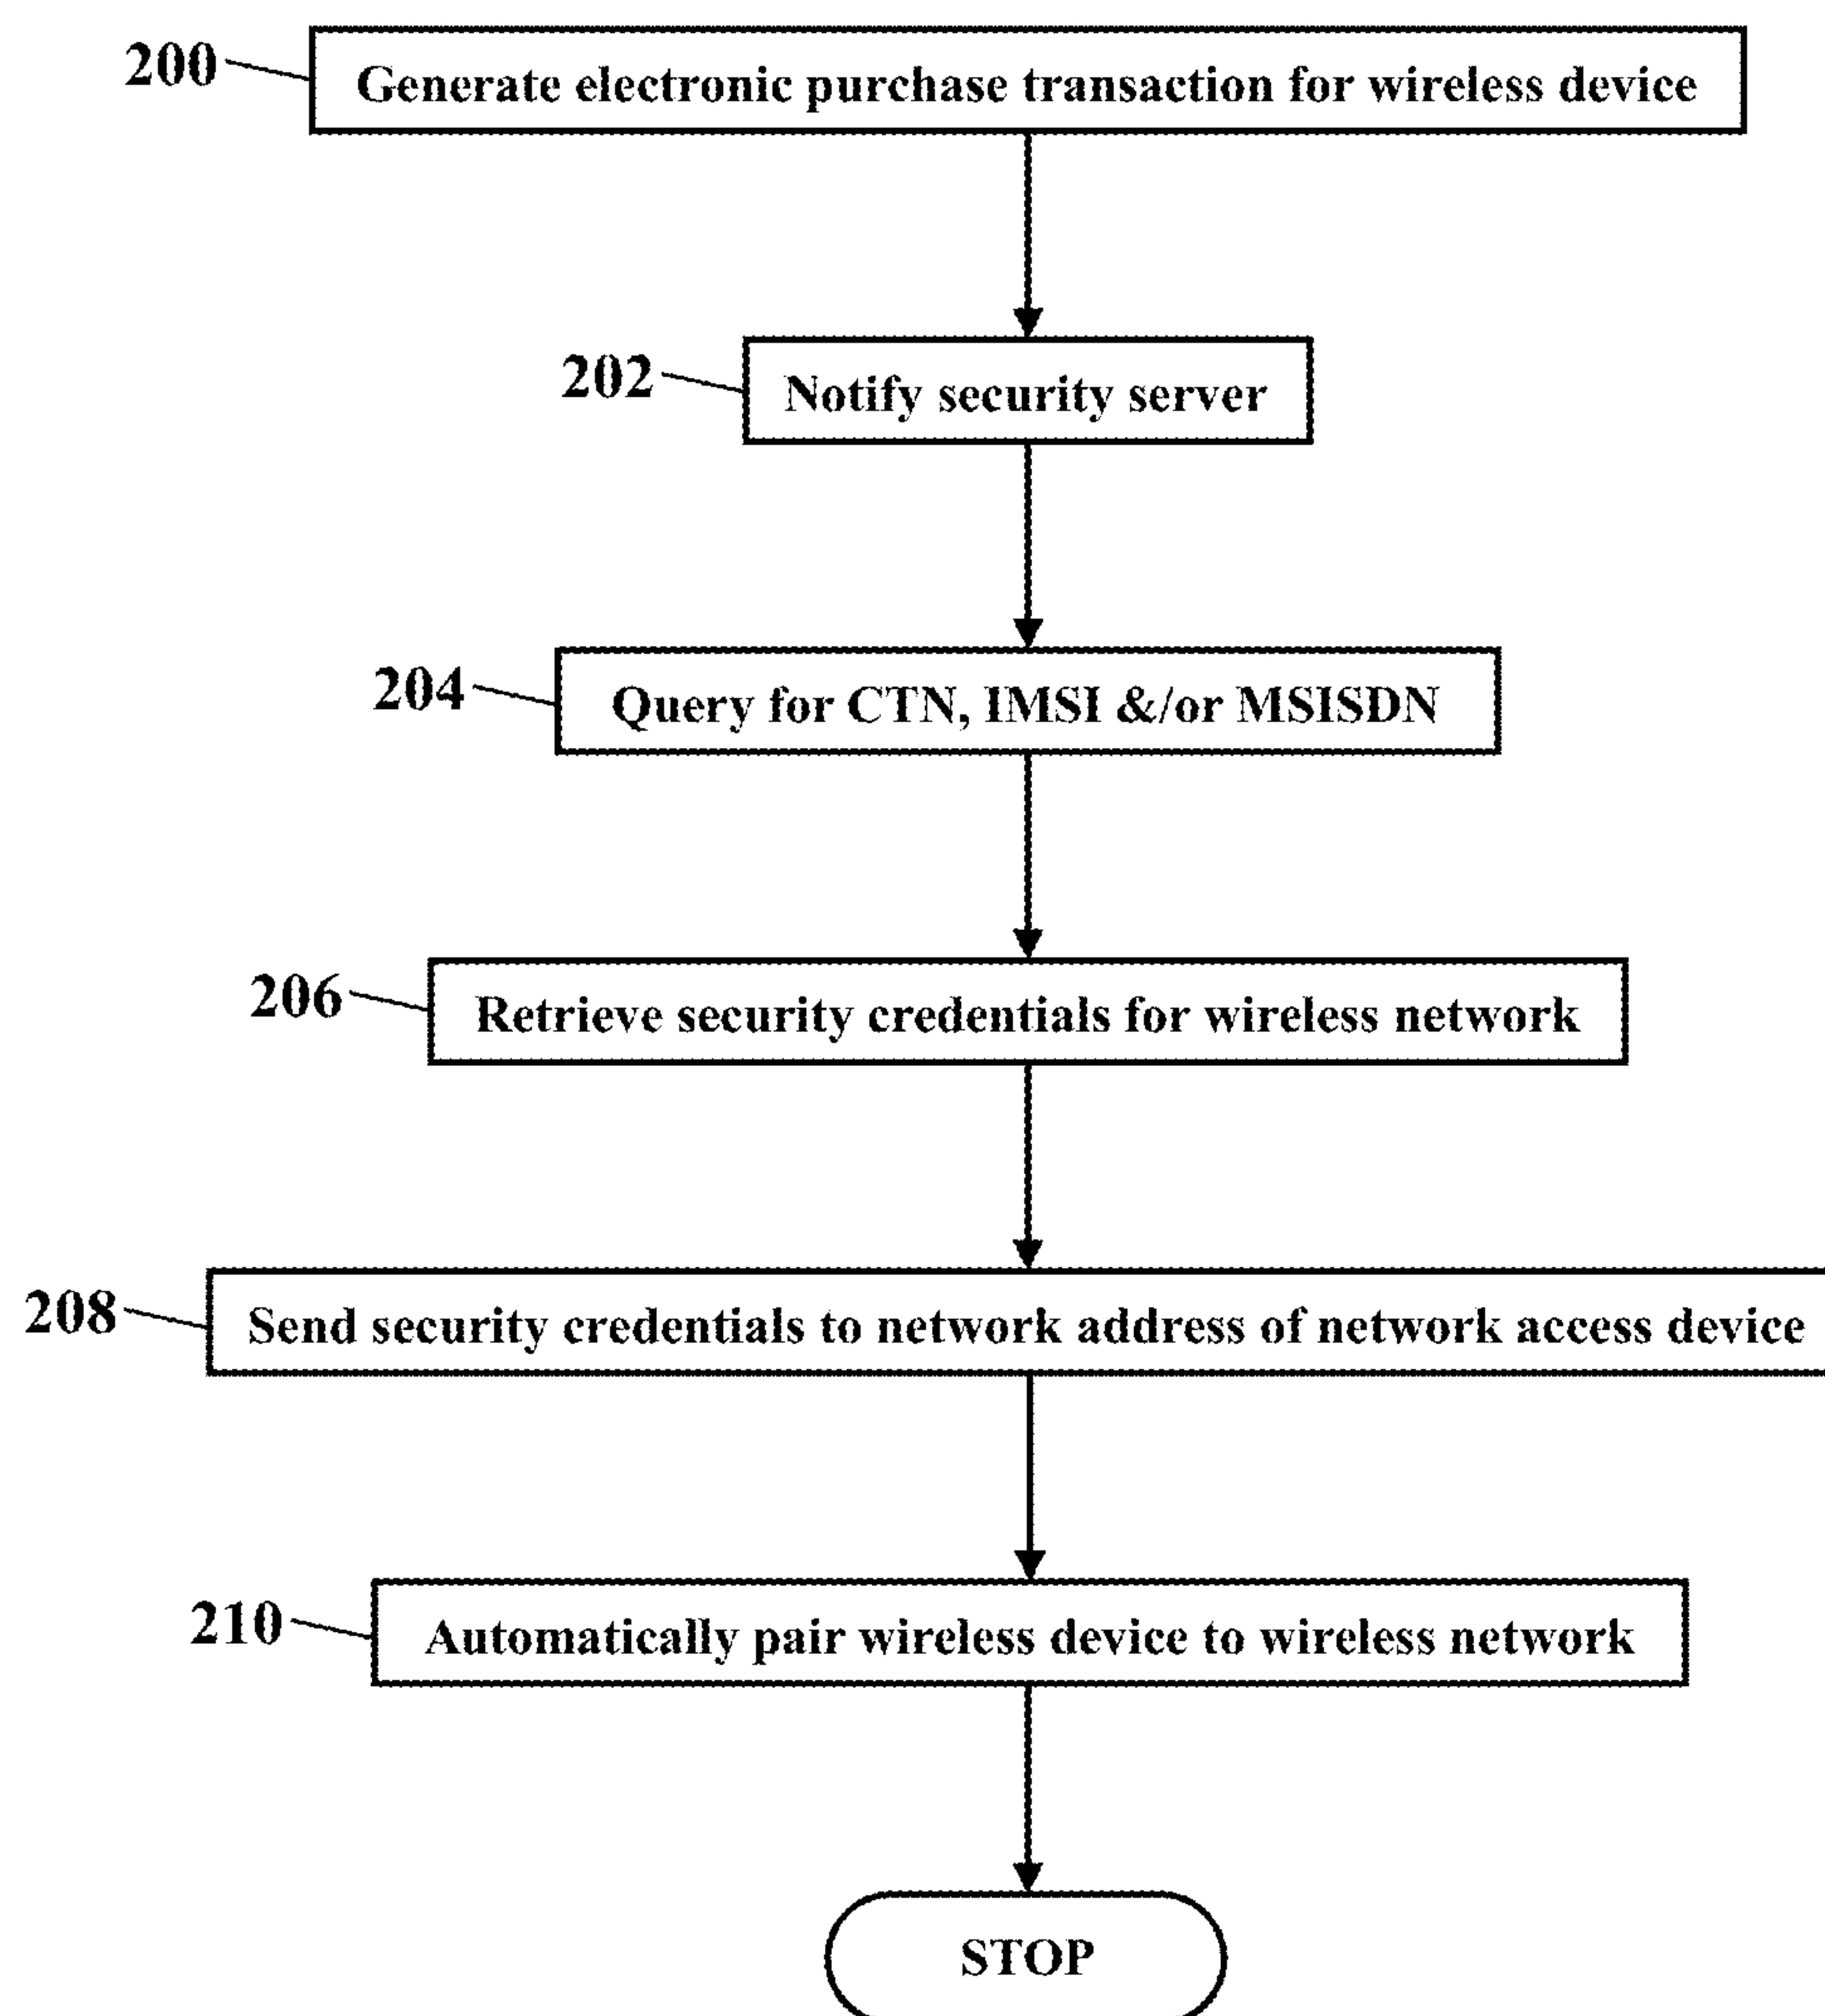 200
Generate electronic purchase transaction for wireless device
202
Notify security server
204
Query for CTN, IMSI &/or MSISDN
206
Retrieve security credentials for wireless network
208
Send security credentials to network address of network access device
210
Automatically pair wireless device to wireless network
STOP